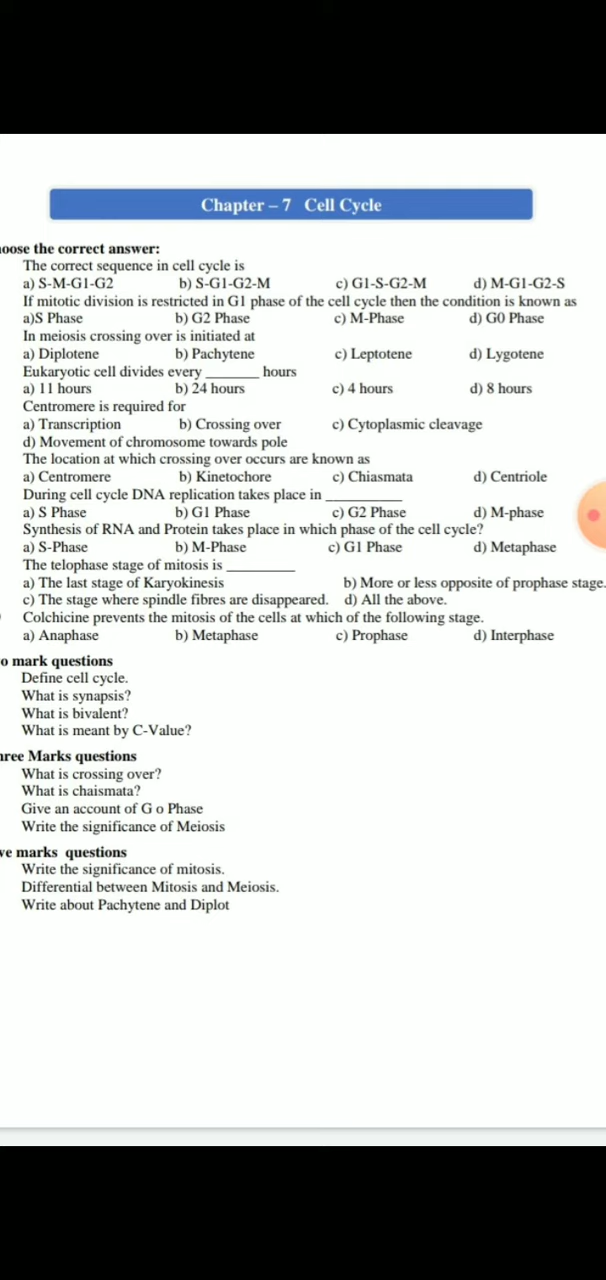 Chapter – 7 Cell Cycle
oose the correct answer:
The correct sequence in cell cycle is
a) S-M-G1-G2 b) S-G1-G2-M c) G1-S-G2-M d) M-G1-G2-S
If mitotic division is restricted in G1 phase of the cell cycle then the condition is known as
a)S Phase b) G2 Phase c) M-Phase d) G0 Phase
In meiosis crossing over is initiated at
a) Diplotene b) Pachytene c) Leptotene d) Lygotene
Eukaryotic cell divides every _______ hours
a) 11 hours b) 24 hours c) 4 hours d) 8 hours
Centromere is required for
a) Transcription b) Crossing over c) Cytoplasmic cleavage
d) Movement of chromosome towards pole
The location at which crossing over occurs are known as
a) Centromere b) Kinetochore c) Chiasmata d) Centriole
During cell cycle DNA replication takes place in __________
a) S Phase b) G1 Phase c) G2 Phase d) M-phase
Synthesis of RNA and Protein takes place in which phase of the cell cycle?
a) S-Phase b) M-Phase c) G1 Phase d) Metaphase
The telophase stage of mitosis is _________
a) The last stage of Karyokinesis b) More or less opposite of prophase stage.
c) The stage where spindle fibres are disappeared. d) All the above.
Colchicine prevents the mitosis of the cells at which of the following stage.
a) Anaphase b) Metaphase c) Prophase d) Interphase
o mark questions
Define cell cycle.
What is synapsis?
What is bivalent?
What is meant by C-Value?
ree Marks questions
What is crossing over?
What is chaismata?
Give an account of G o Phase
Write the significance of Meiosis
ve marks questions
Write the significance of mitosis.
Differential between Mitosis and Meiosis.
Write about Pachytene and Diplot